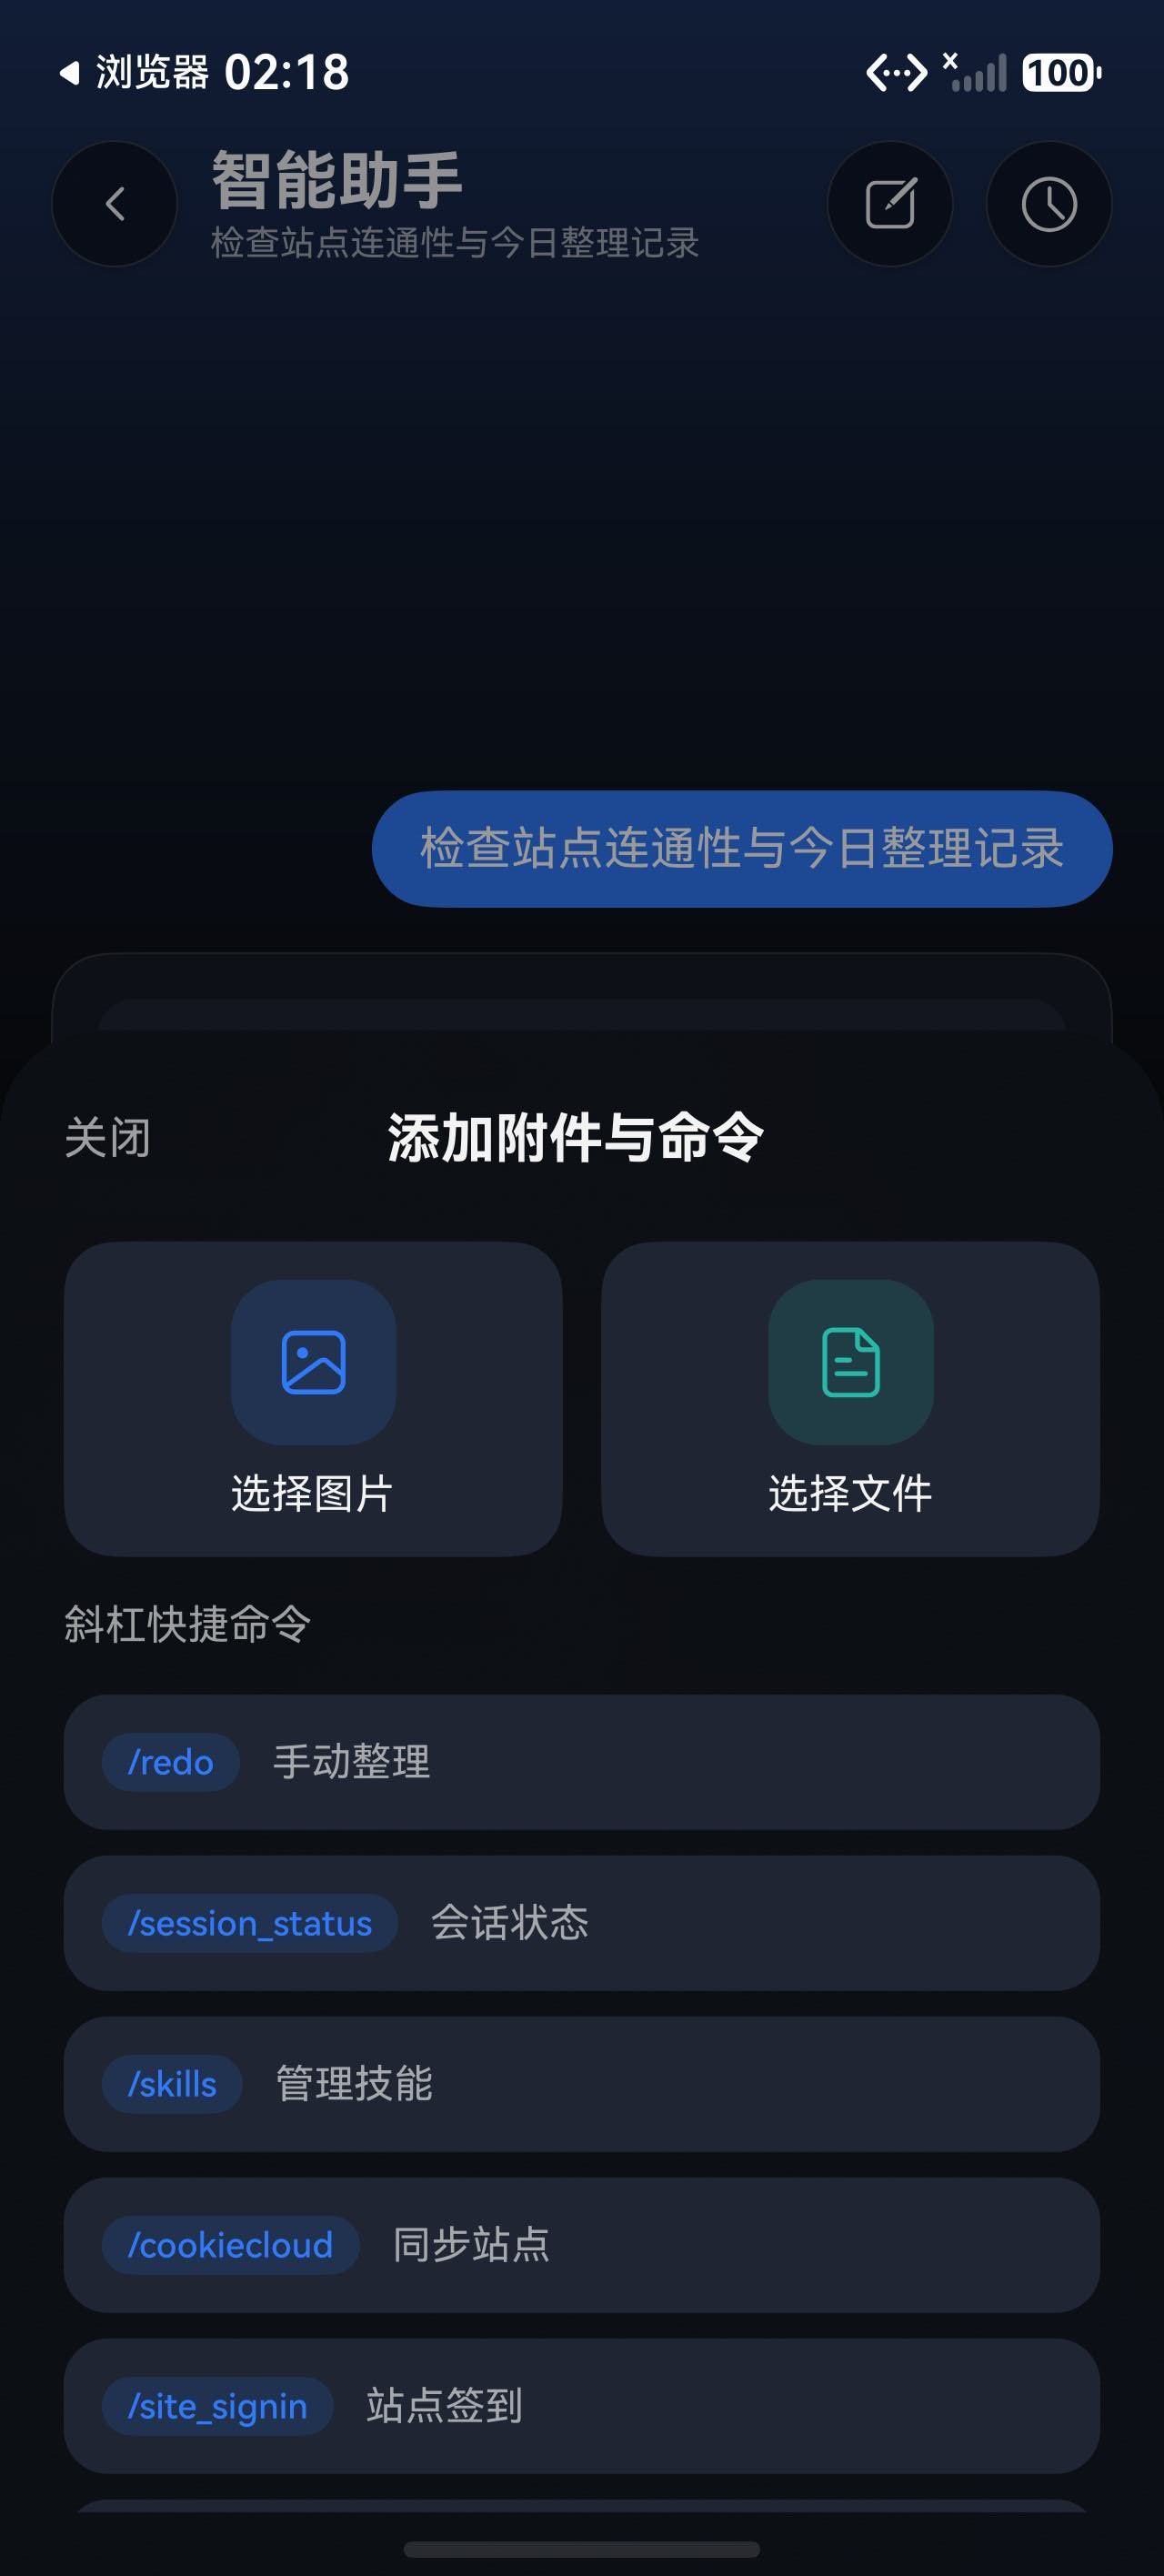 浏览器 02:18 100
智能助手
检查站点连通性与今日整理记录
检查站点连通性与今日整理记录
关闭 添加附件与命令
选择图片 选择文件
斜杠快捷命令
/redo 手动整理
/session_status 会话状态
/skills 管理技能
/cookiecloud 同步站点
/site_signin 站点签到